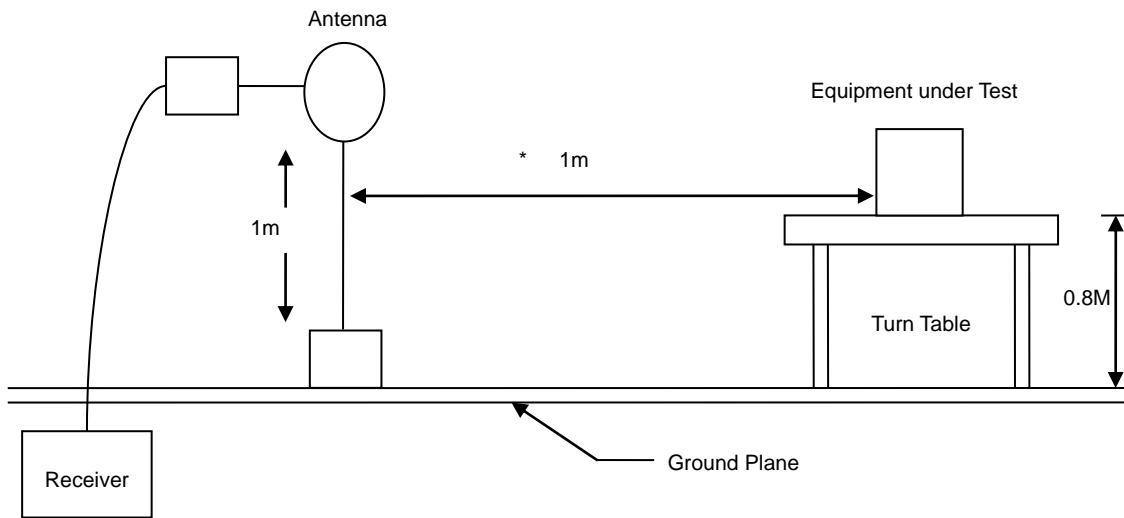 Antenna
Equipment under Test
* 1m
1m
0.8M
Turn Table
Ground Plane
Receiver